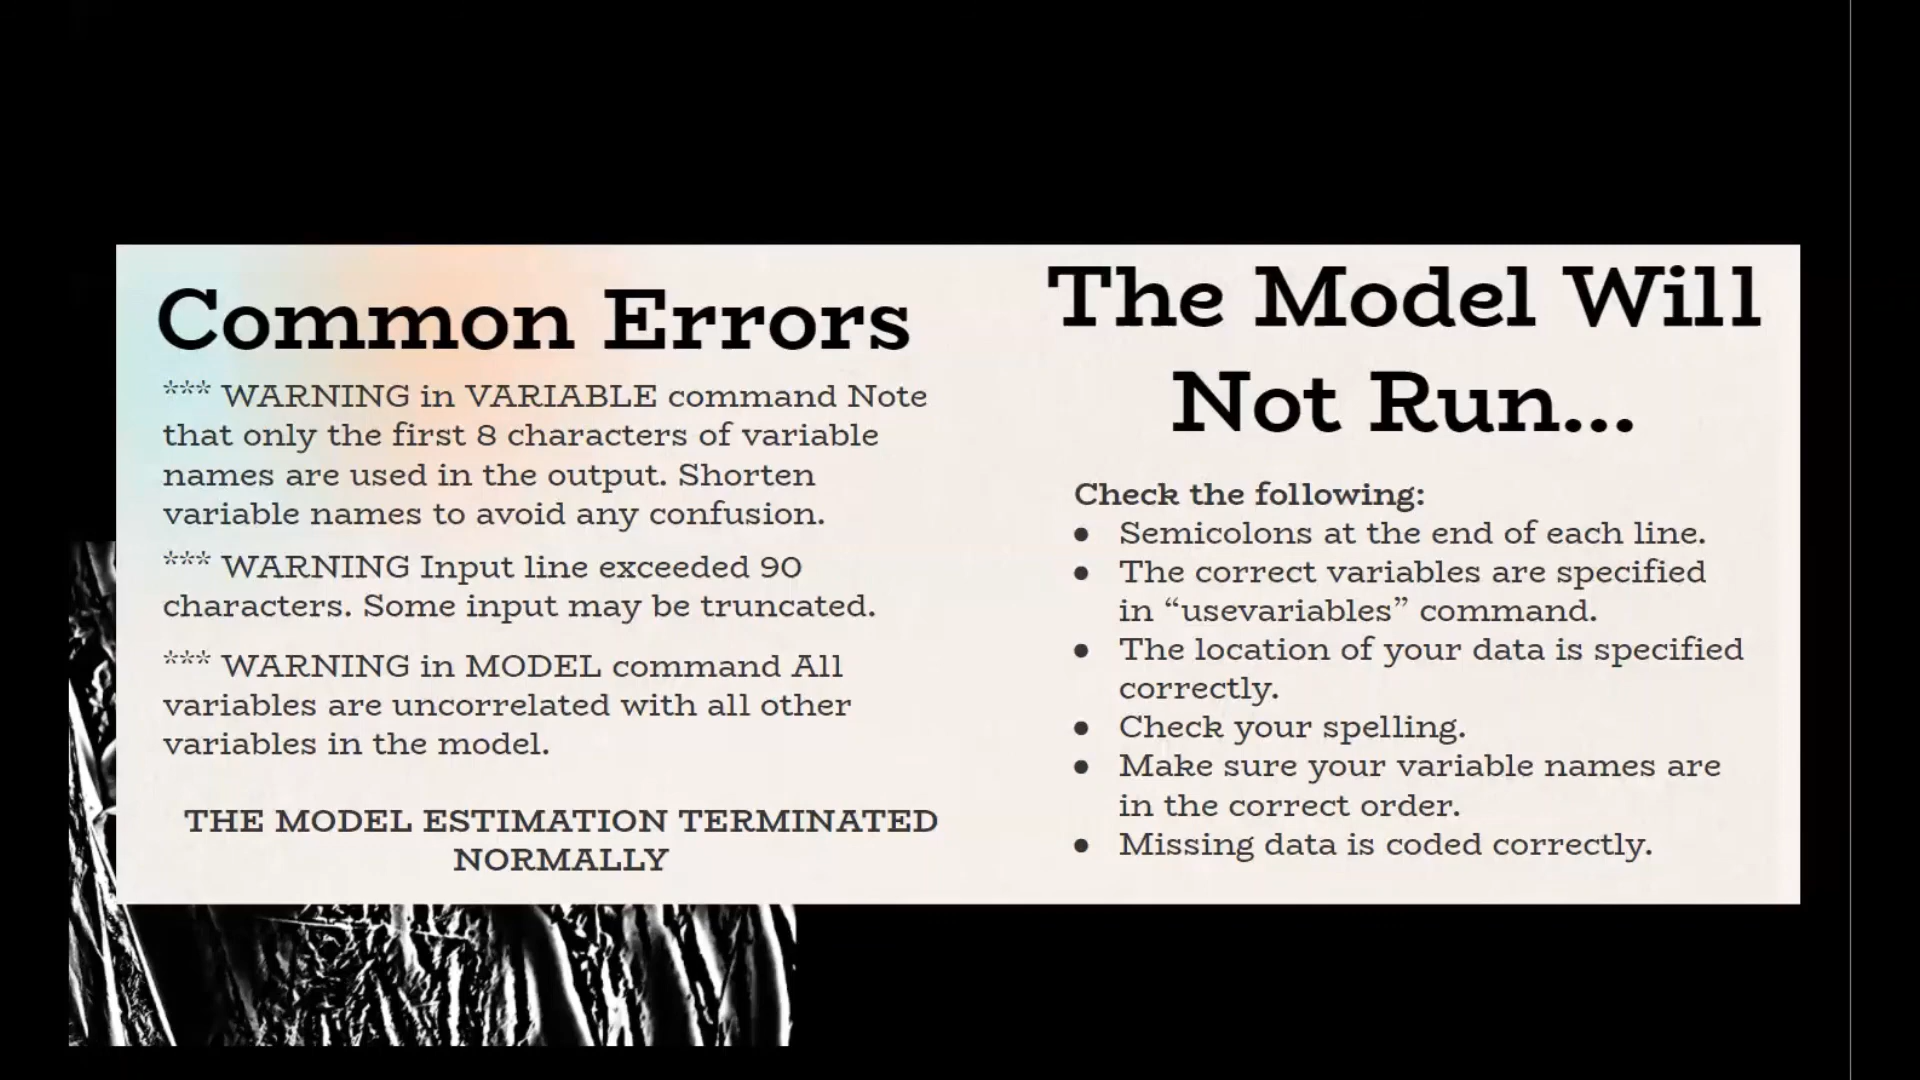 Common Errors
*** WARNING in VARIABLE command Note
that only the first 8 characters of variable
names are used in the output. Shorten
variable names to avoid any confusion.
*** WARNING Input line exceeded 90
characters. Some input may be truncated.
*** WARNING in MODEL command All
variables are uncorrelated with all other
variables in the model.
THE MODEL ESTIMATION TERMINATED
NORMALLY
The Model Will
Not Run...
Check the following:
● Semicolons at the end of each line.
● The correct variables are specified
in “usevariables” command.
● The location of your data is specified
correctly.
● Check your spelling.
● Make sure your variable names are
in the correct order.
● Missing data is coded correctly.